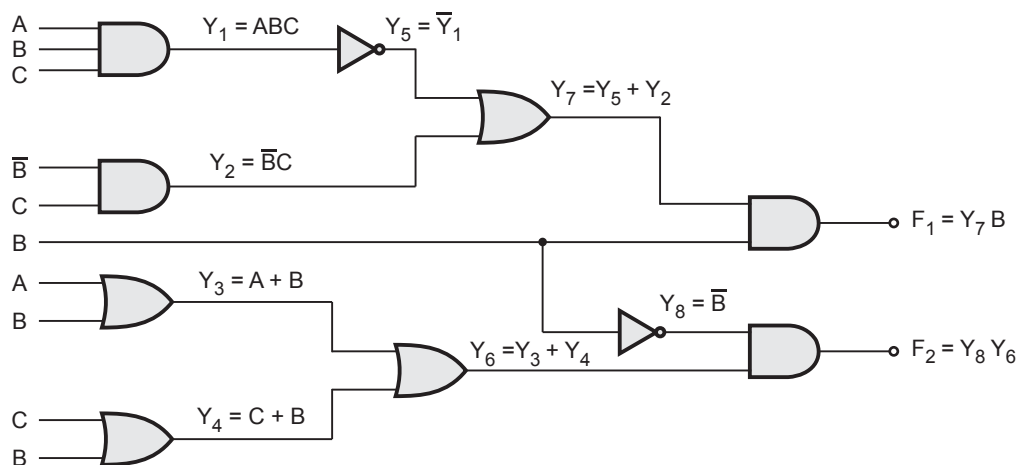 A
B
C
Y₁ = ABC
Y₅ = Y̅₁
Y₇ =Y₅ + Y₂
B̅
C
Y₂ = B̅C
B
F₁ = Y₇ B
A
B
Y₃ = A + B
Y₈ = B̅
Y₆ =Y₃ + Y₄
F₂ = Y₈ Y₆
C
B
Y₄ = C + B